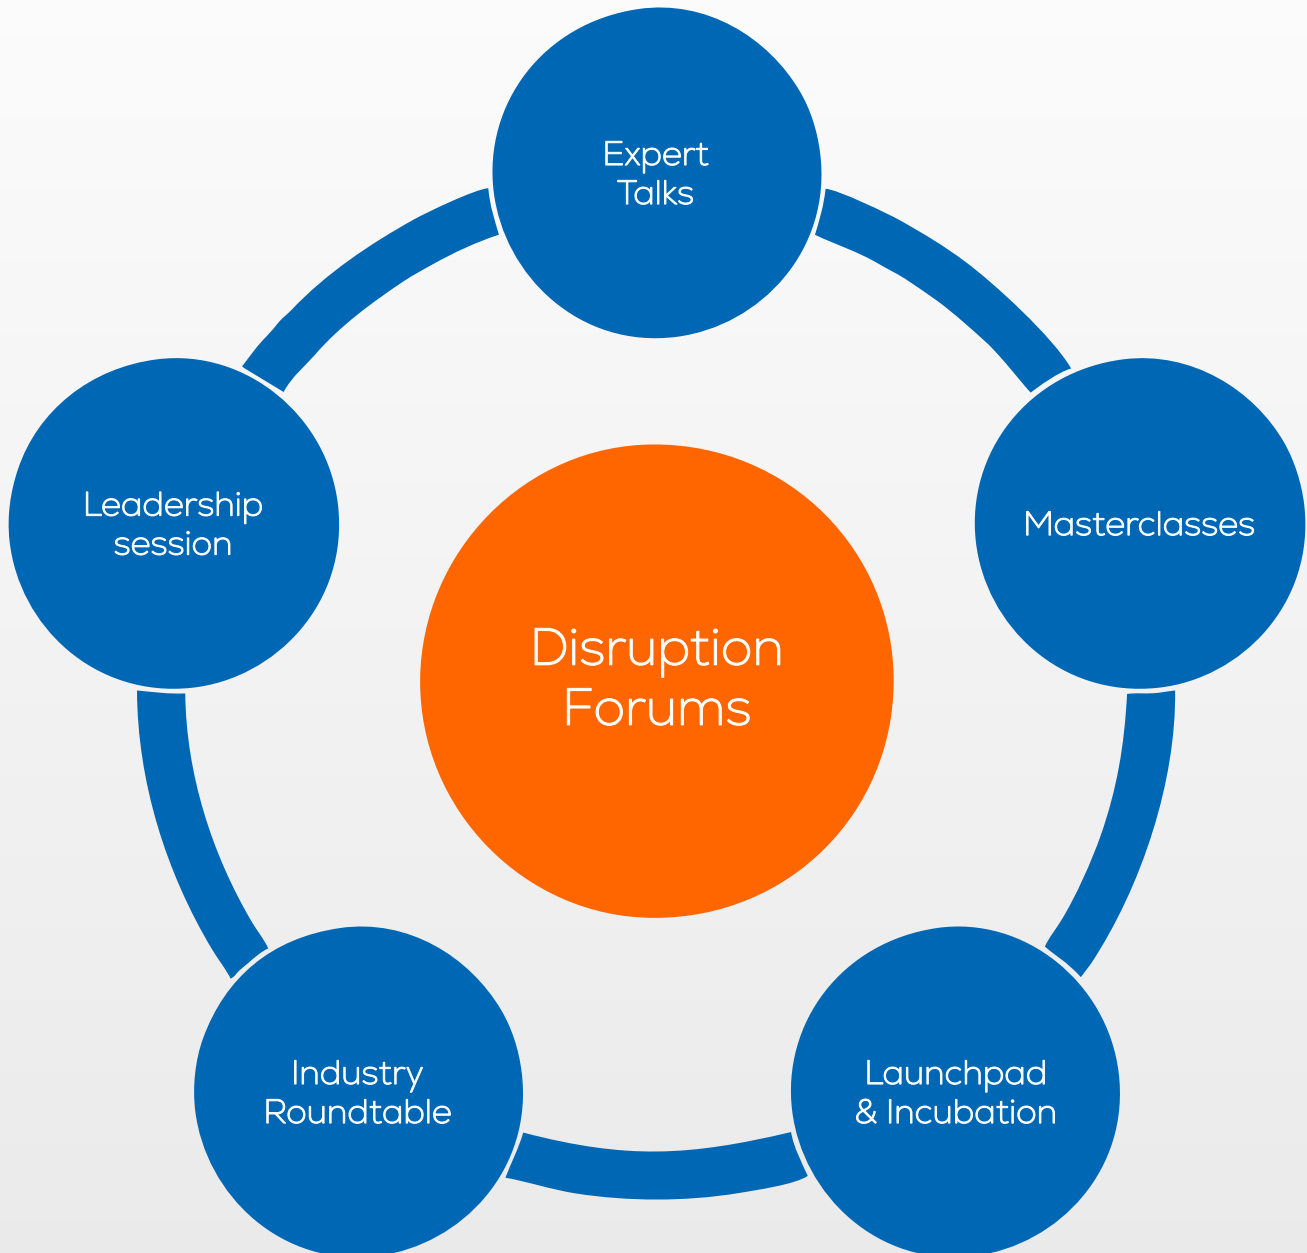 Expert
Talks
Leadership
session
Masterclasses
Disruption
Forums
Industry
Roundtable
Launchpad
& Incubation